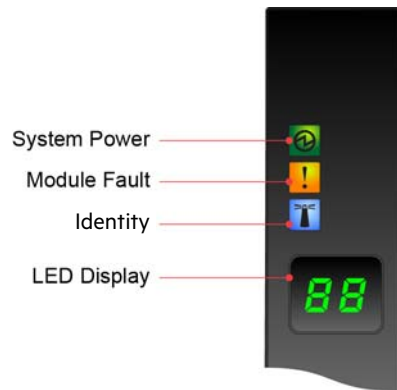 System Power
Module Fault
!
Identity
LED Display
88